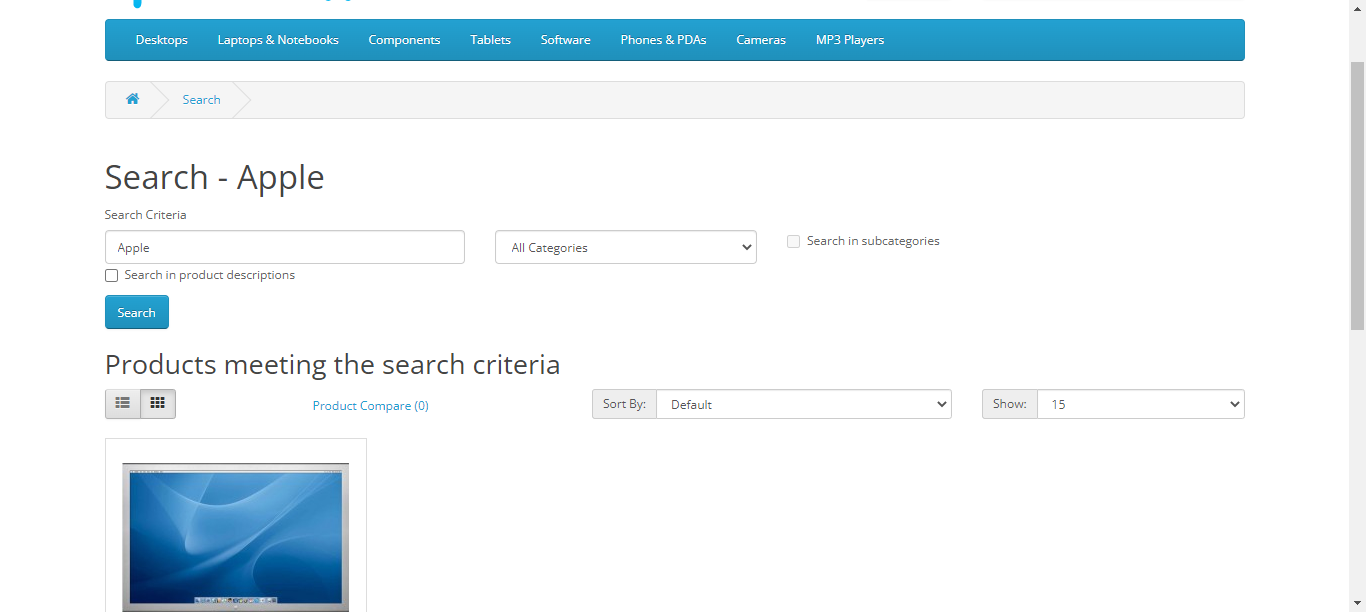 Desktops Laptops & Notebooks Components Tablets Software Phones & PDAs Cameras MP3 Players
Search
Search - Apple
Search Criteria
Apple All Categories Search in subcategories
Search in product descriptions
Search
Products meeting the search criteria
Product Compare (0) Sort By: Default Show: 15